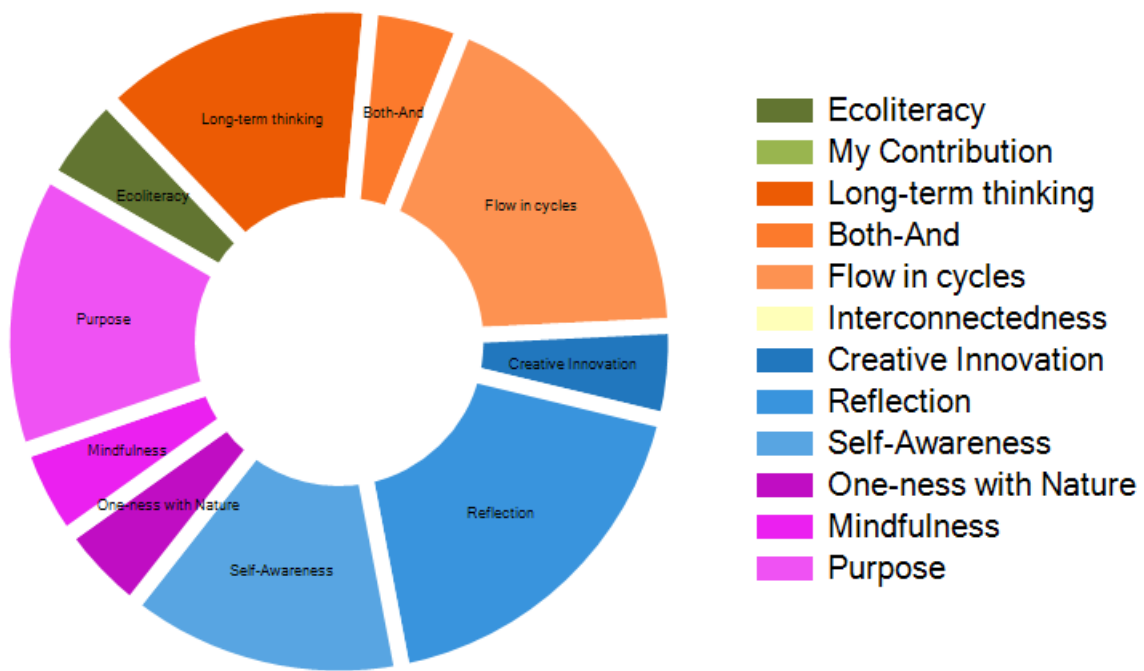 Long-term thinking
Both-And
Flow in cycles
Ecoliteracy
Purpose
Creative Innovation
Mindfulness
One-ness with Nature
Reflection
Self-Awareness
Ecoliteracy
My Contribution
Long-term thinking
Both-And
Flow in cycles
Interconnectedness
Creative Innovation
Reflection
Self-Awareness
One-ness with Nature
Mindfulness
Purpose